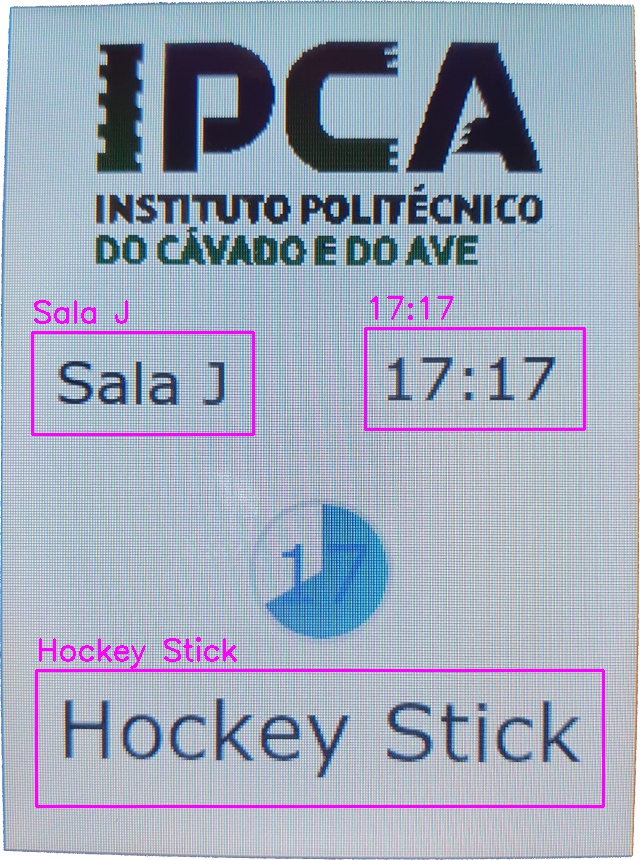 IPCA
INSTITUTO POLITÉCNICO
DO CÁVADO E DO AVE
Sala J 17:17
Sala J 17:17
17
Hockey Stick
Hockey Stick